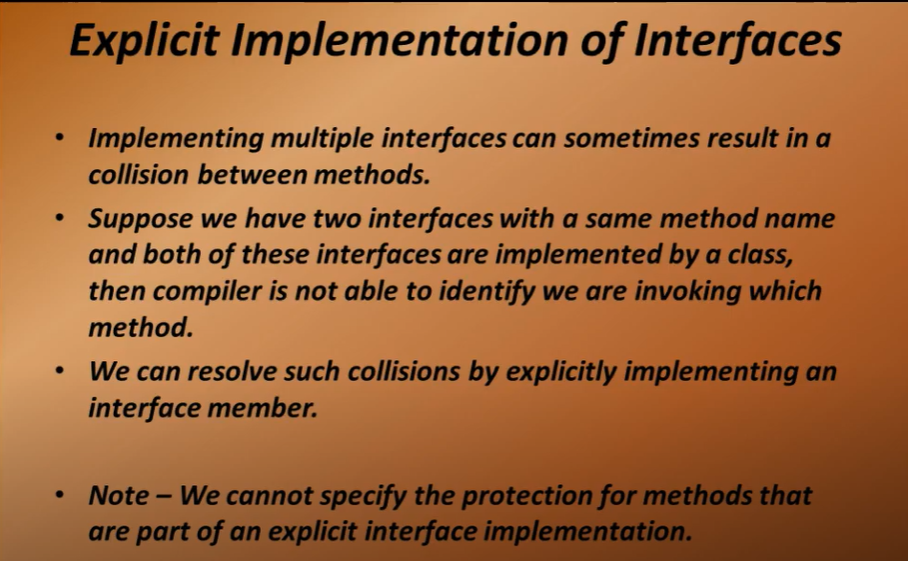 Explicit Implementation of Interfaces
• Implementing multiple interfaces can sometimes result in a
collision between methods.
• Suppose we have two interfaces with a same method name
and both of these interfaces are implemented by a class,
then compiler is not able to identify we are invoking which
method.
• We can resolve such collisions by explicitly implementing an
interface member.
• Note – We cannot specify the protection for methods that
are part of an explicit interface implementation.